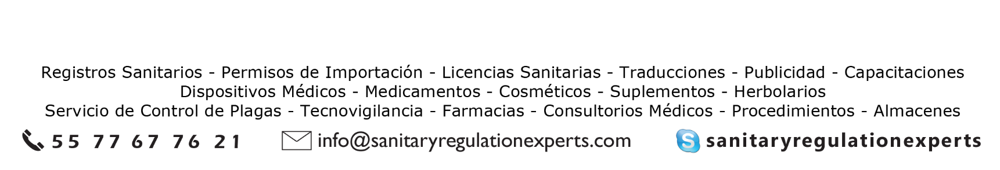 Registros Sanitarios - Permisos de Importación - Licencias Sanitarias - Traducciones - Publicidad - Capacitaciones
Dispositivos Médicos - Medicamentos - Cosméticos - Suplementos - Herbolarios
Servicio de Control de Plagas - Tecnovigilancia - Farmacias - Consultorios Médicos - Procedimientos - Almacenes
55 77 67 76 21 info@sanitaryregulationexperts.com sanitaryregulationexperts